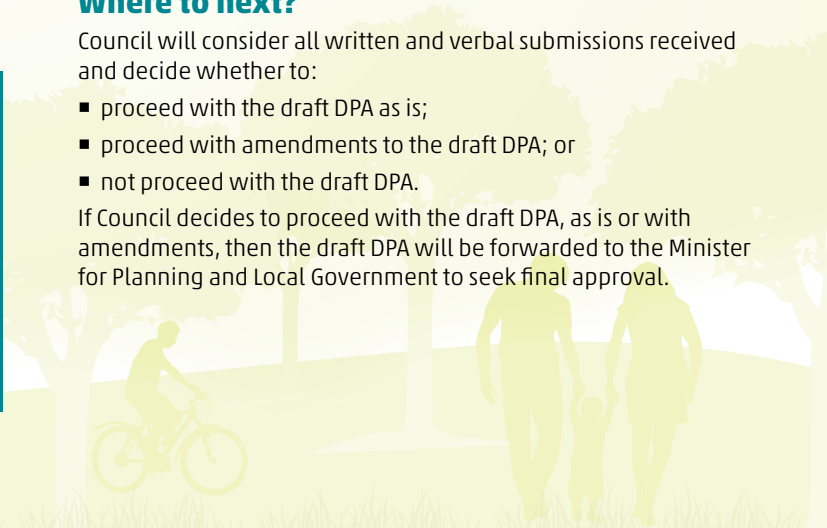 Where to next?
Council will consider all written and verbal submissions received
and decide whether to:
▪ proceed with the draft DPA as is;
▪ proceed with amendments to the draft DPA; or
▪ not proceed with the draft DPA.
If Council decides to proceed with the draft DPA, as is or with
amendments, then the draft DPA will be forwarded to the Minister
for Planning and Local Government to seek final approval.